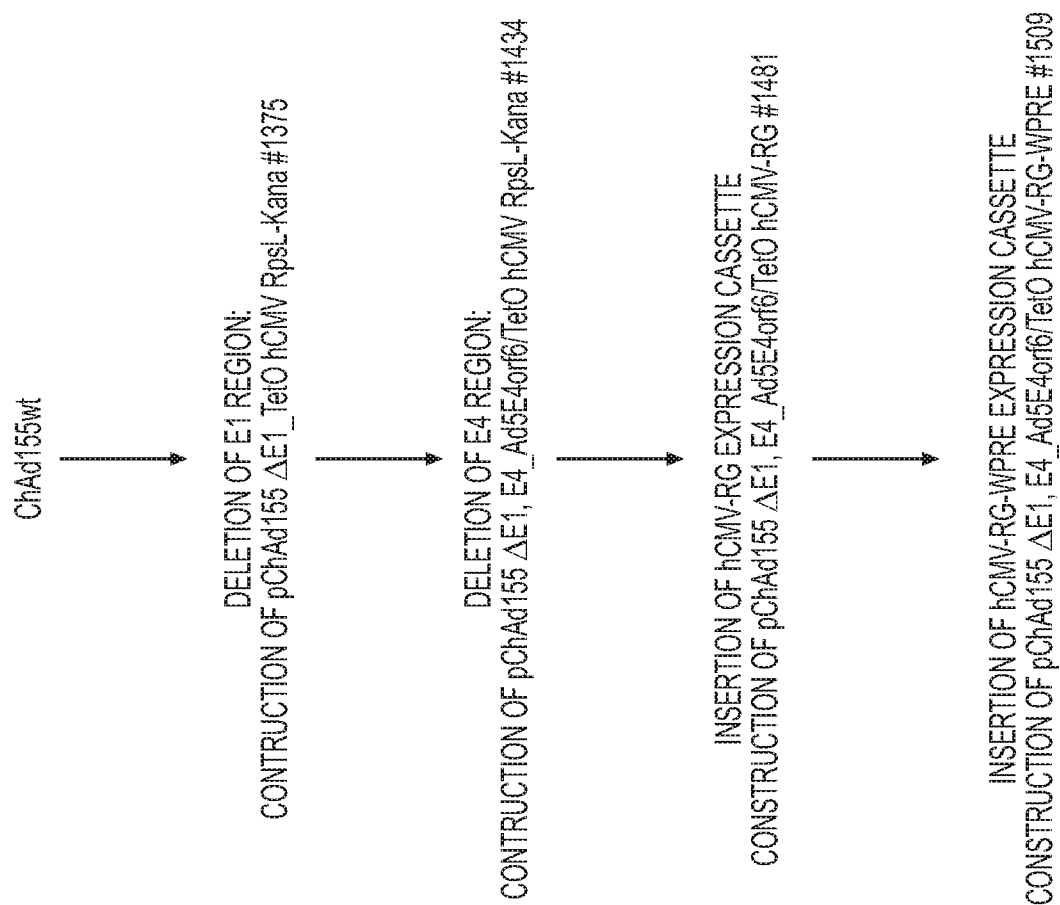 ChAd155wt
DELETION OF E1 REGION:
CONTRUCTION OF pChAd155 ΔE1_TetO hCMV RpsL-Kana #1375
DELETION OF E4 REGION:
CONTRUCTION OF pChAd155 ΔE1, E4_Ad5E4orf6/TetO hCMV RpsL-Kana #1434
INSERTION OF hCMV-RG EXPRESSION CASSETTE
CONSTRUCTION OF pChAd155 ΔE1, E4_Ad5E4orf6/TetO hCMV-RG #1481
INSERTION OF hCMV-RG-WPRE EXPRESSION CASSETTE
CONSTRUCTION OF pChAd155 ΔE1, E4_Ad5E4orf6/TetO hCMV-RG-WPRE #1509